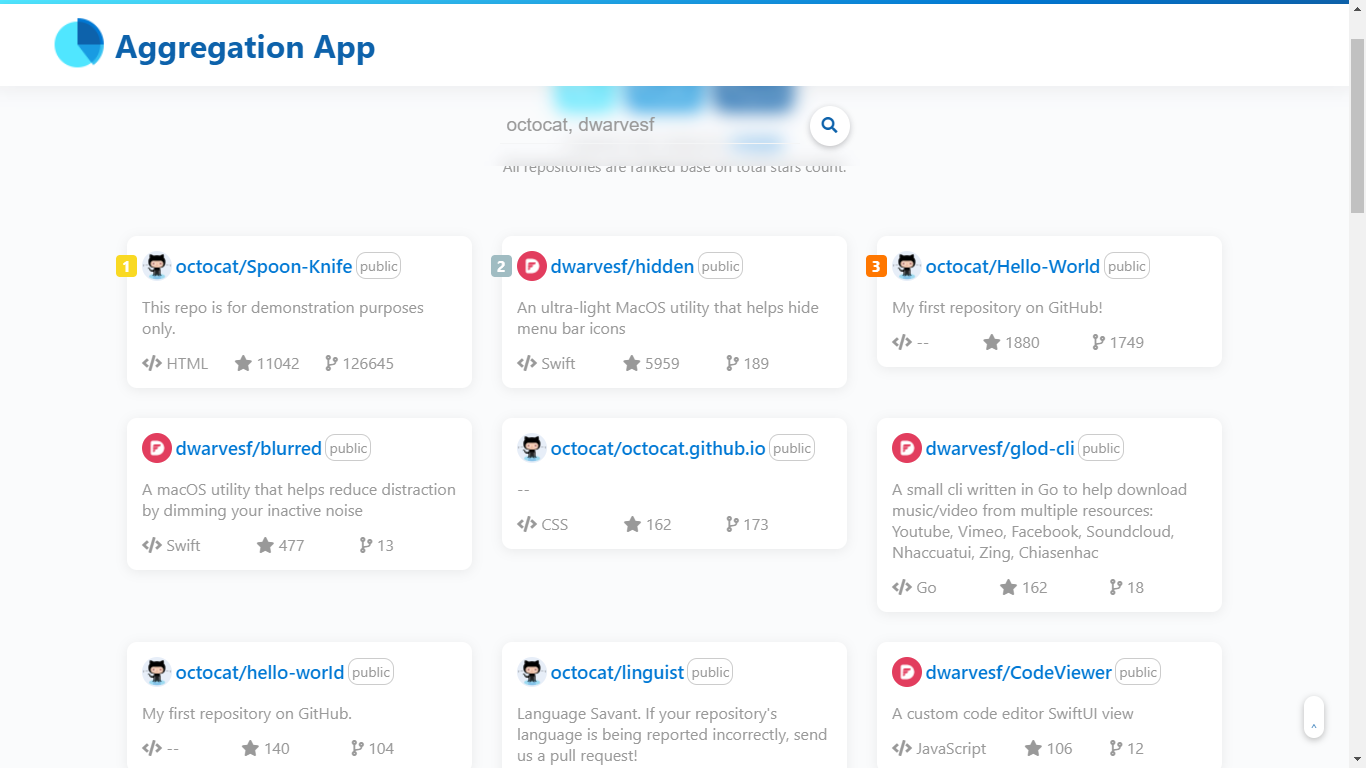 Aggregation App
octocat, dwarvesf
All repositories are ranked base on total stars count.
1 octocat/Spoon-Knife public
This repo is for demonstration purposes
only.
HTML 11042 126645
2 dwarvesf/hidden public
An ultra-light MacOS utility that helps hide
menu bar icons
Swift 5959 189
3 octocat/Hello-World public
My first repository on GitHub!
-- 1880 1749
dwarvesf/blurred public
A macOS utility that helps reduce distraction
by dimming your inactive noise
Swift 477 13
octocat/octocat.github.io public
--
CSS 162 173
dwarvesf/glod-cli public
A small cli written in Go to help download
music/video from multiple resources:
Youtube, Vimeo, Facebook, Soundcloud,
Nhaccuatui, Zing, Chiasenhac
Go 162 18
octocat/hello-worId public
My first repository on GitHub.
-- 140 104
octocat/linguist public
Language Savant. If your repository's
language is being reported incorrectly, send
us a pull request!
dwarvesf/CodeViewer public
A custom code editor SwiftUI view
JavaScript 106 12